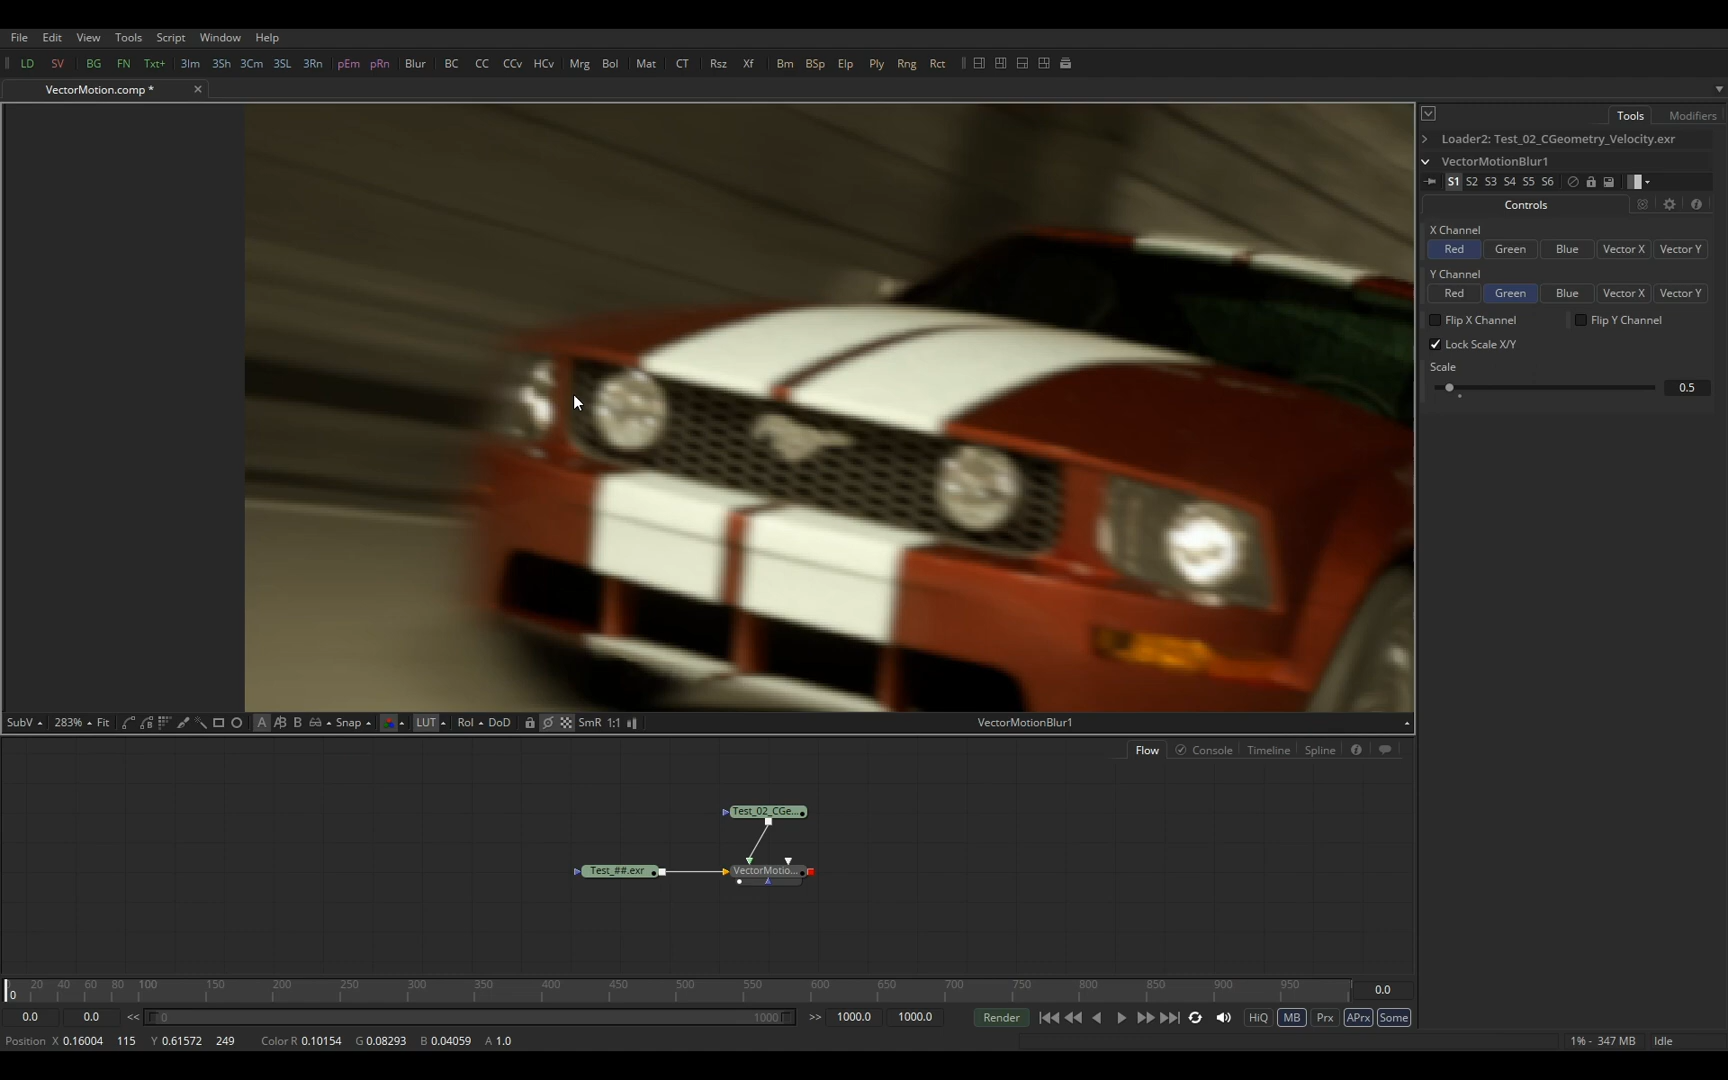 File Edit View Tools Script Window Help
LD SV BG FN Txt+ 3Im 3Sh 3Cm 3SL 3Rn pEm pRn Blur BC CC CCv HCv Mrg Bol Mat CT Rsz Xf Bm BSp Elp Ply Rng Rct
VectorMotion.comp *
Tools Modifiers
Loader2: Test_02_CGeometry_Velocity.exr
VectorMotionBlur1
S1 S2 S3 S4 S5 S6
Controls
X Channel
Red Green Blue Vector X Vector Y
Y Channel
Red Green Blue Vector X Vector Y
Flip X Channel Flip Y Channel
Lock Scale X/Y
Scale
0.5
SubV 283% Fit A B Snap LUT RoI DoD SmR 1:1 VectorMotionBlur1
Flow Console Timeline Spline
Test_02_CGe...
Test_##.exr VectorMotio...
0 20 40 60 80 100 150 200 250 300 350 400 450 500 550 600 650 700 750 800 850 900 950 0.0
0.0 0.0 << 0 1000 >> 1000.0 1000.0 Render HiQ MB Prx APrx Some
Position X 0.16004 115 Y 0.61572 249 Color R 0.10154 G 0.08293 B 0.04059 A 1.0 1% - 347 MB Idle